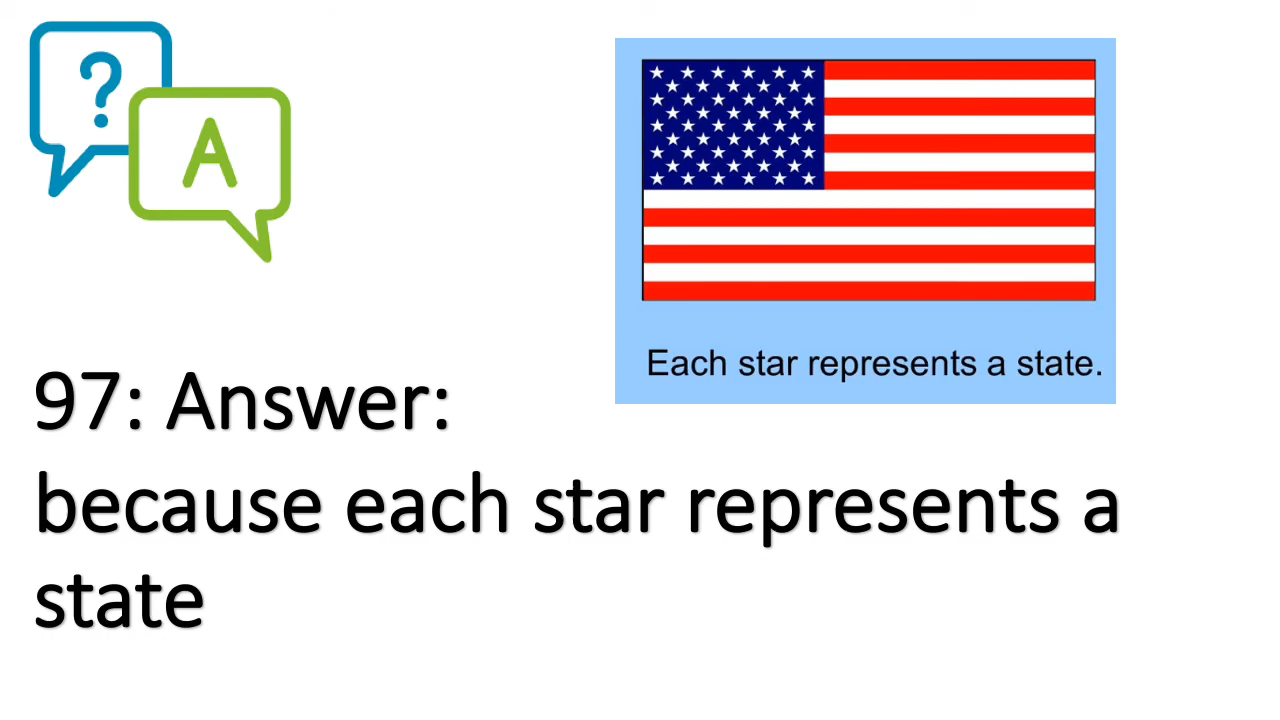 ?
A
Each star represents a state.
97: Answer:
because each star represents a
state